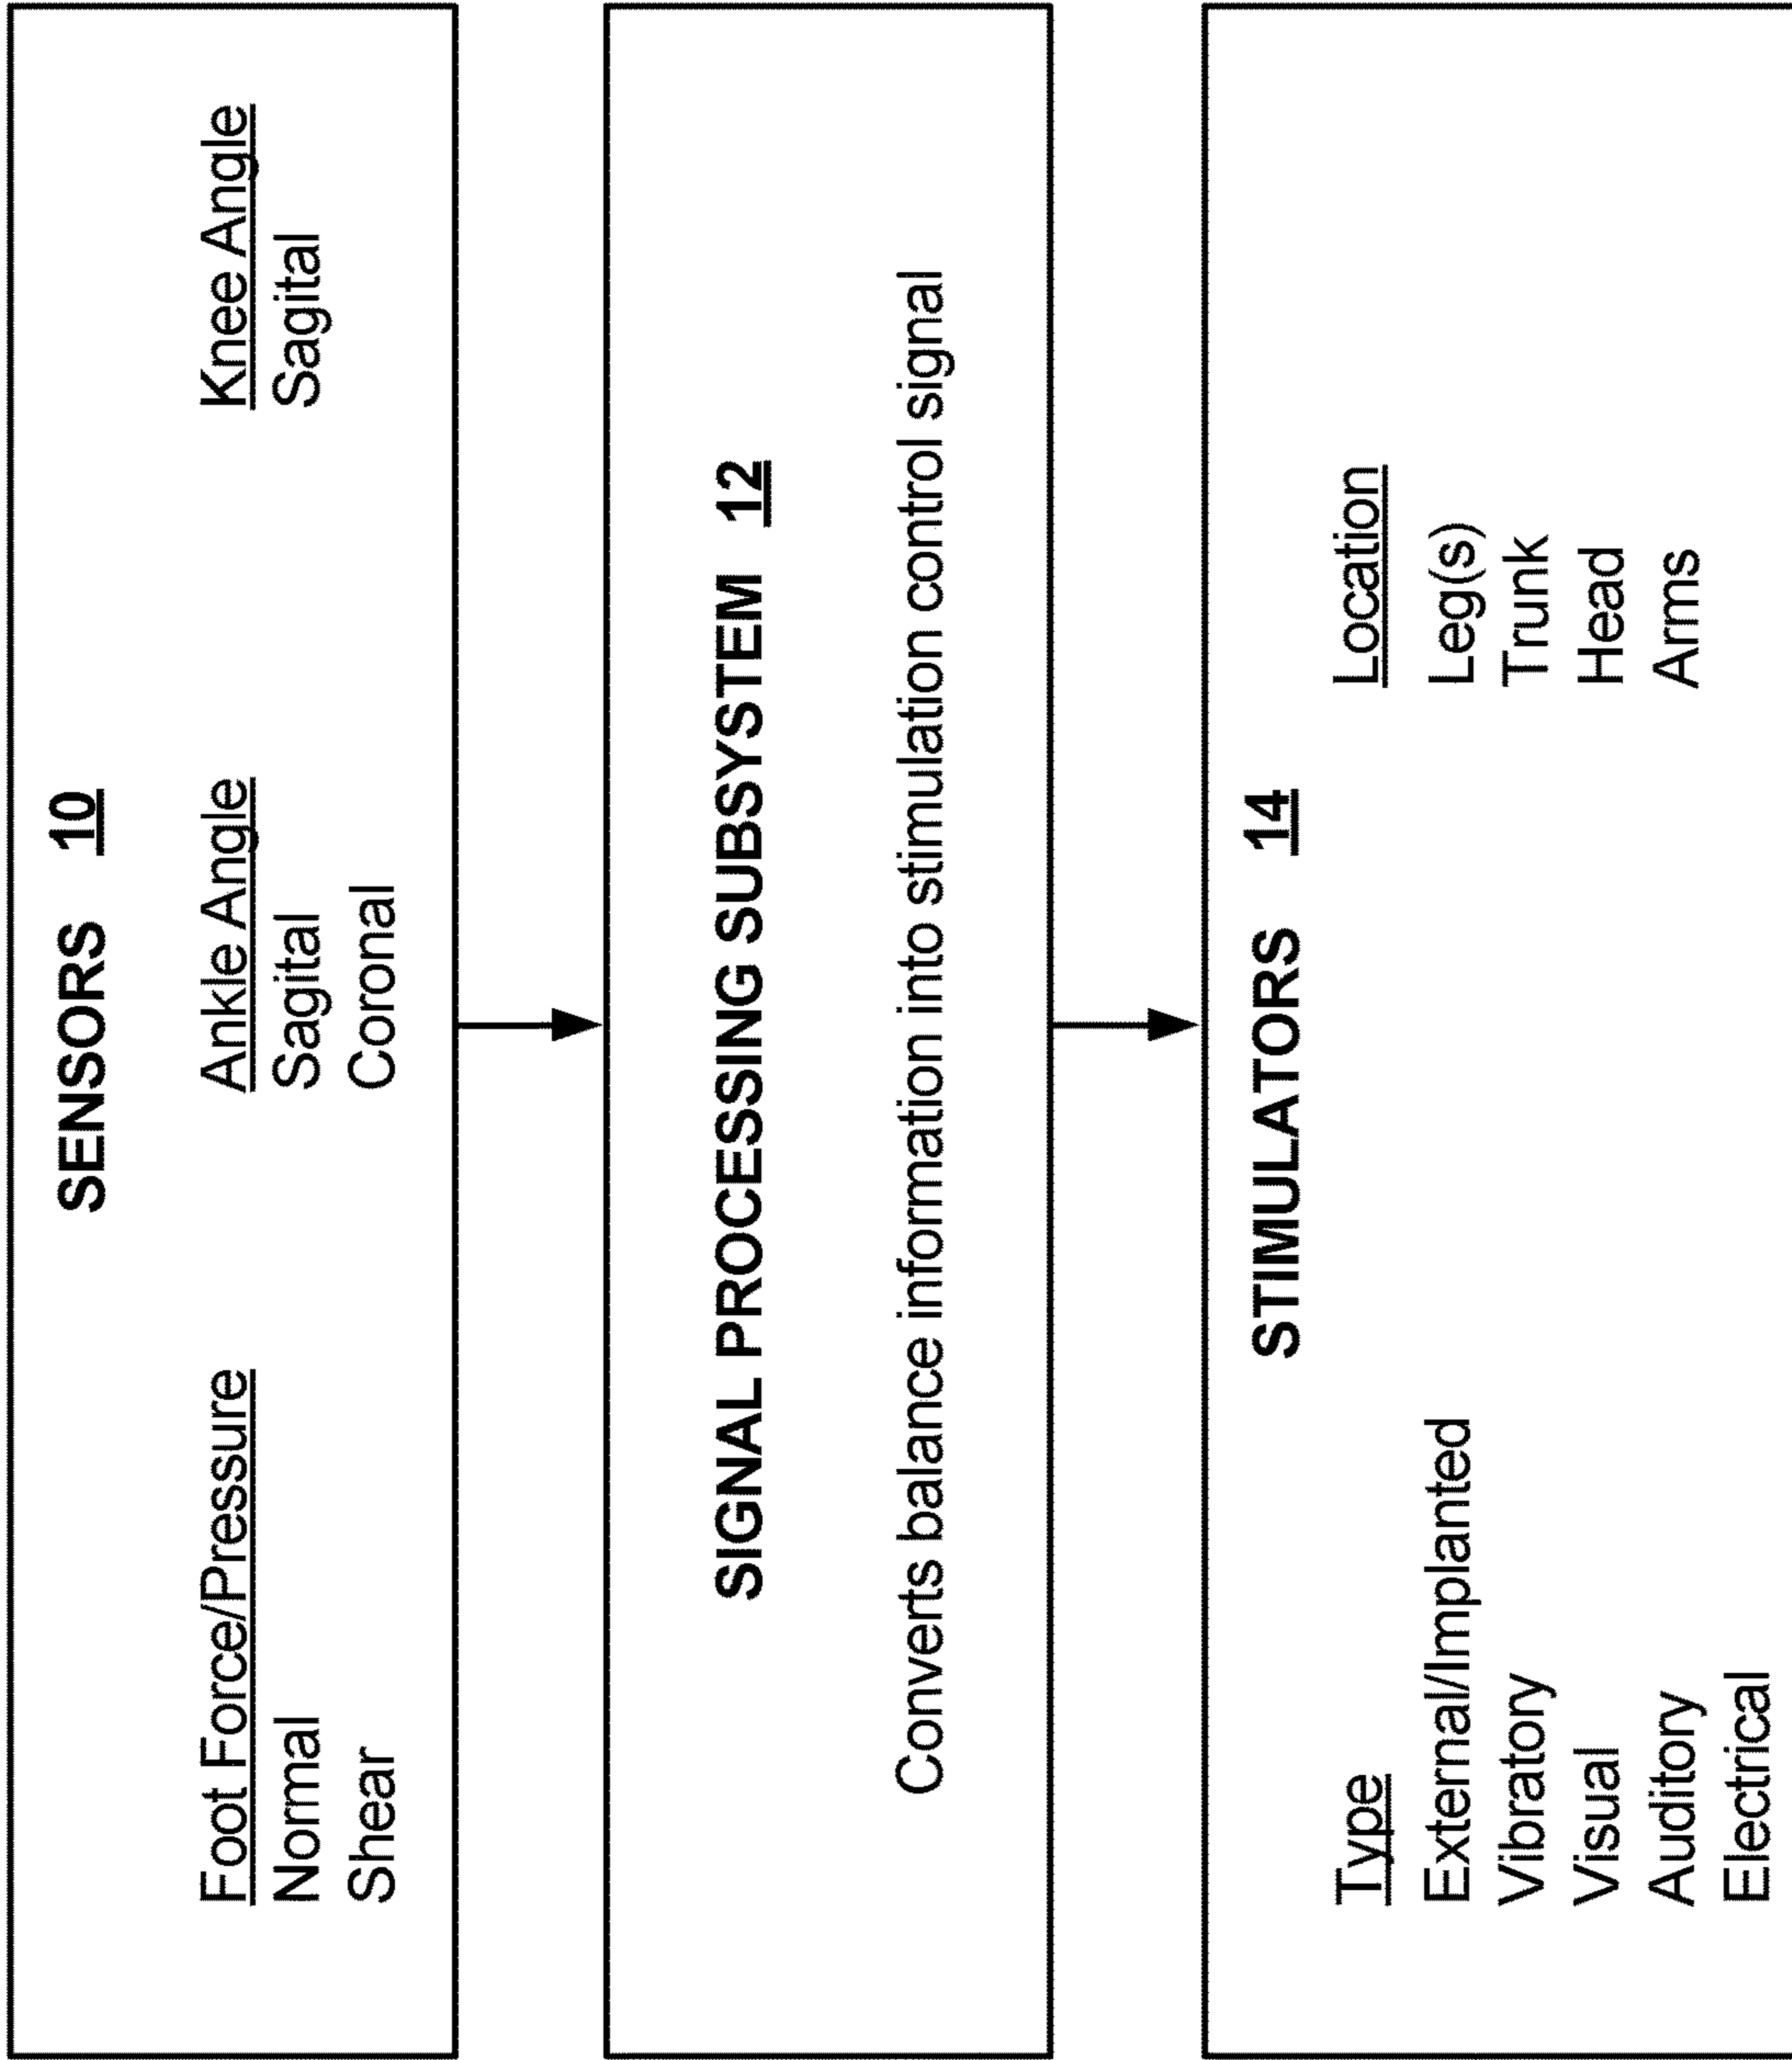 SENSORS 10
Foot Force/Pressure
Normal
Shear
Ankle Angle
Sagital
Coronal
Knee Angle
Sagital
SIGNAL PROCESSING SUBSYSTEM 12
Converts balance information into stimulation control signal
STIMULATORS 14
Type
External/Implanted
Vibratory
Visual
Auditory
Electrical
Location
Leg(s)
Trunk
Head
Arms